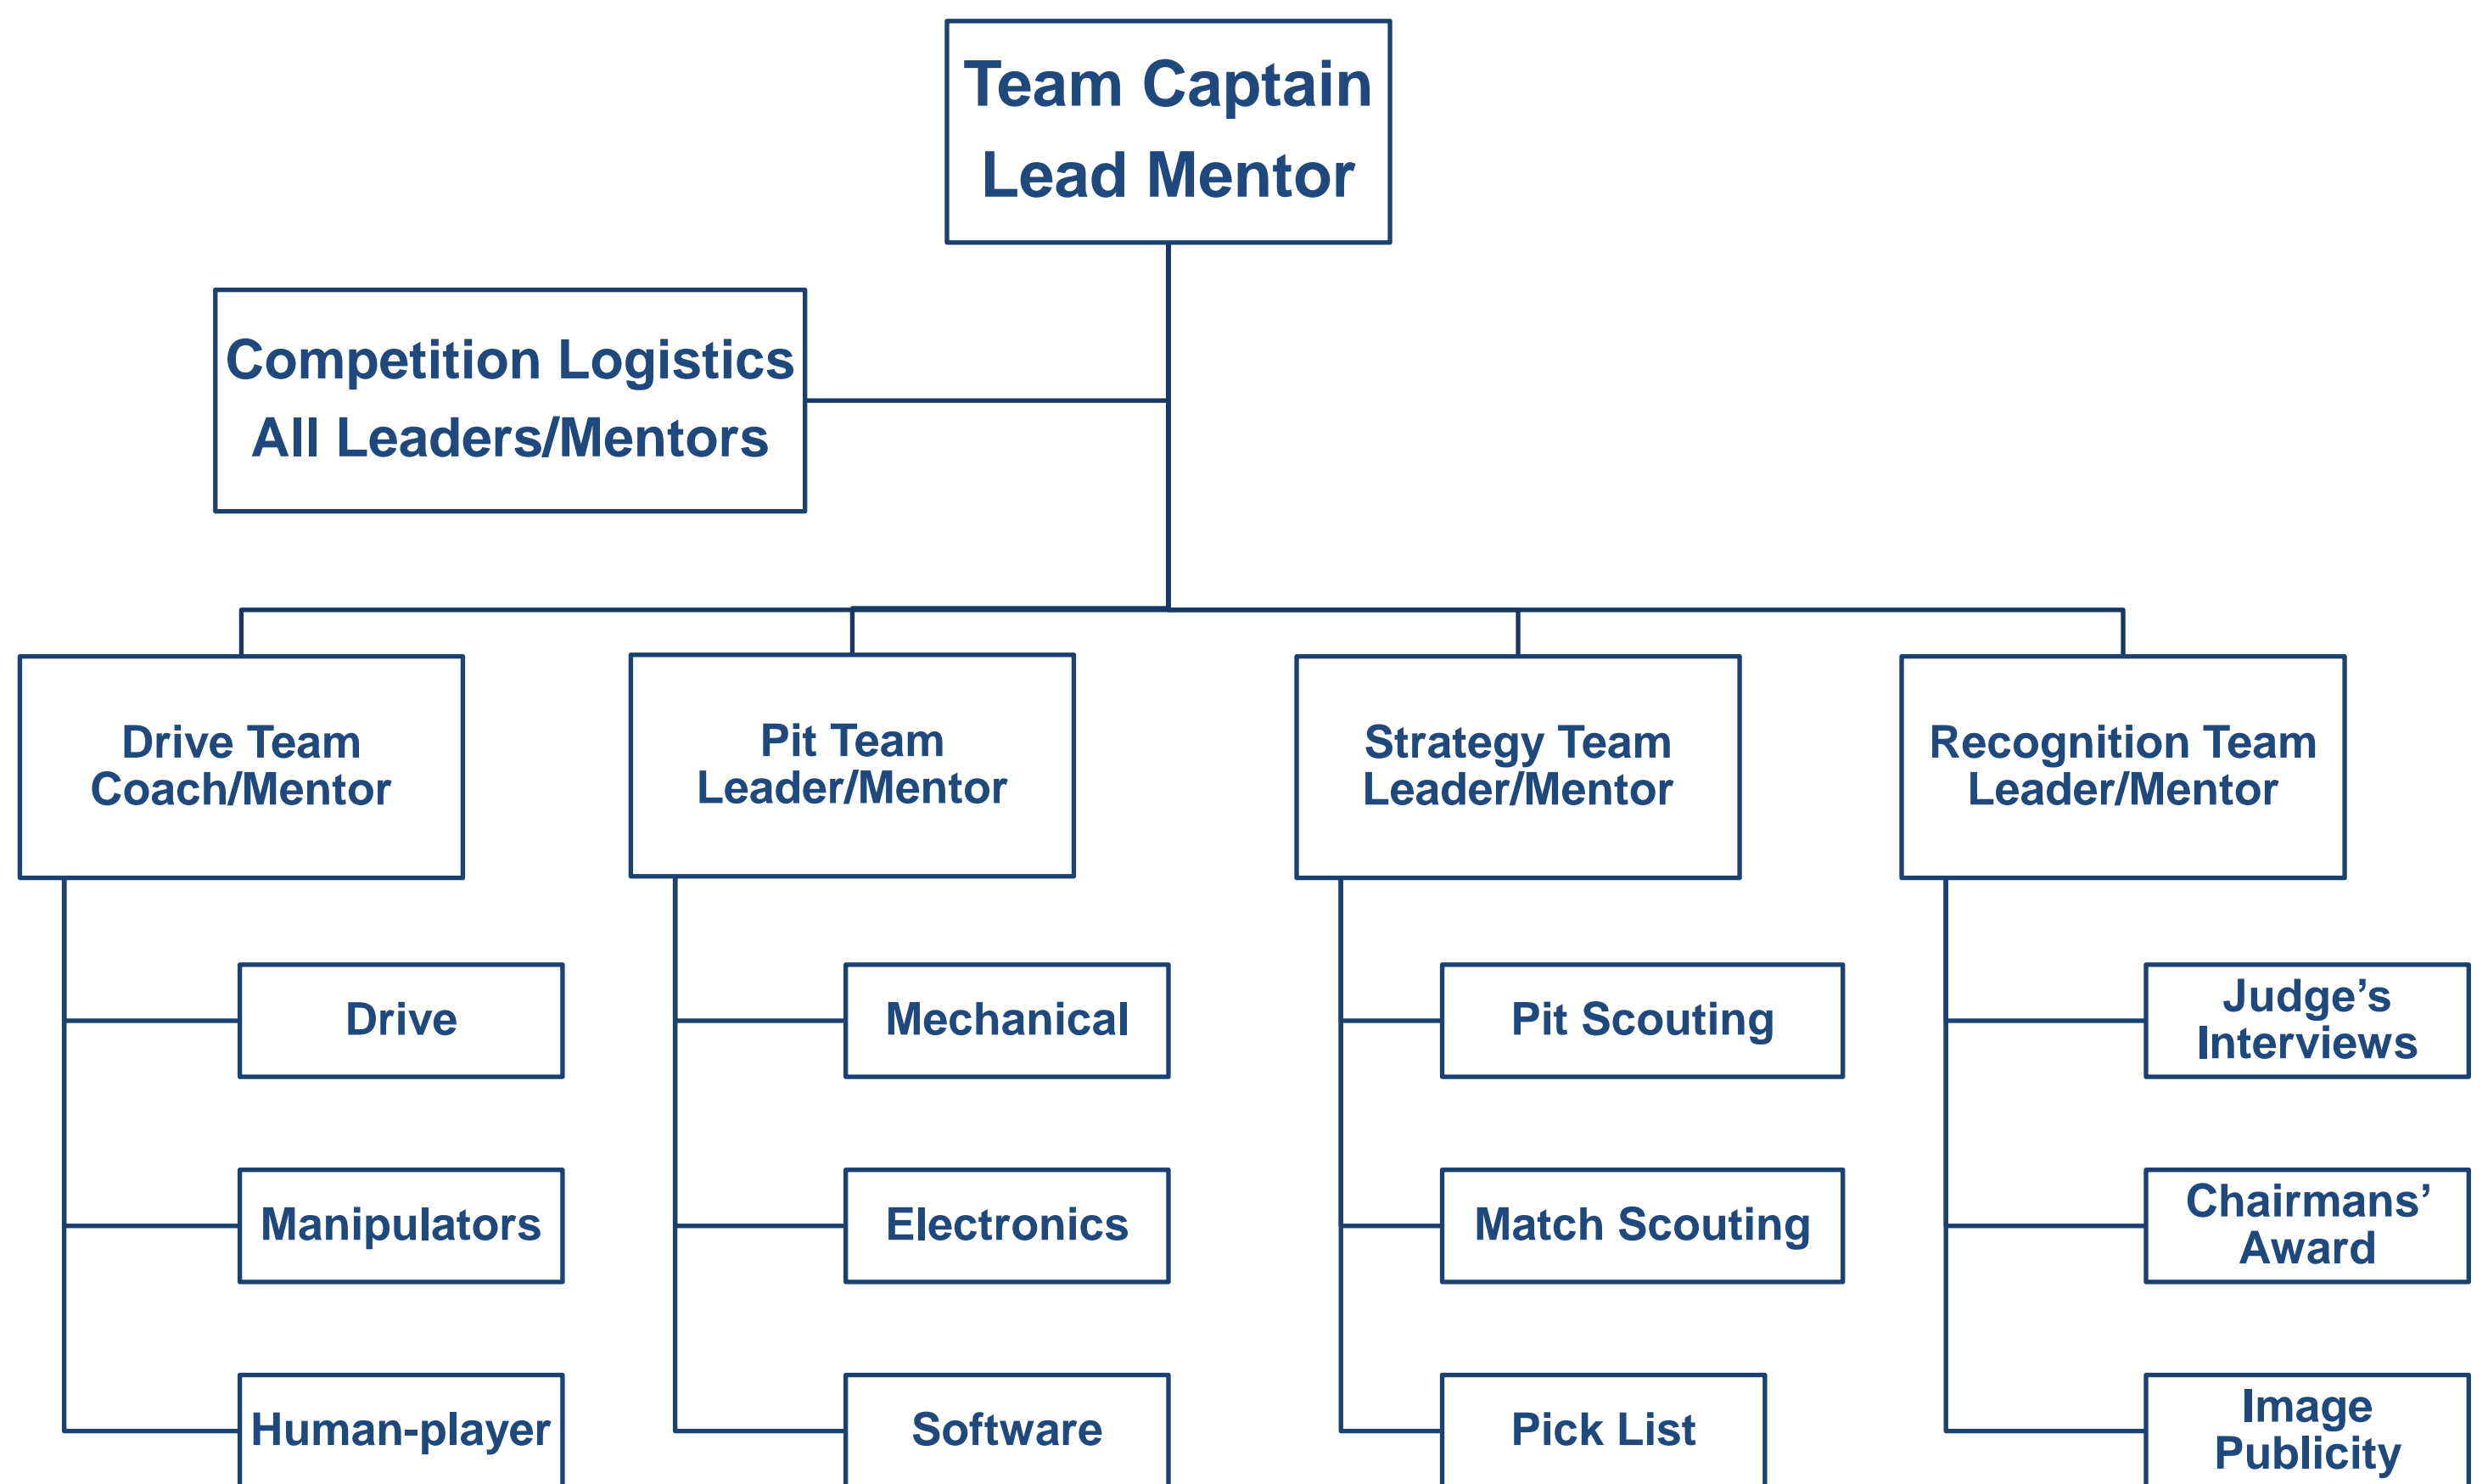 Team Captain
Lead Mentor
Competition Logistics
All Leaders/Mentors
Drive Team
Coach/Mentor
Pit Team
Leader/Mentor
Strategy Team
Leader/Mentor
Recognition Team
Leader/Mentor
Drive
Mechanical
Pit Scouting
Judge’s
Interviews
Manipulators
Electronics
Match Scouting
Chairmans’
Award
Human-player
Software
Pick List
Image
Publicity